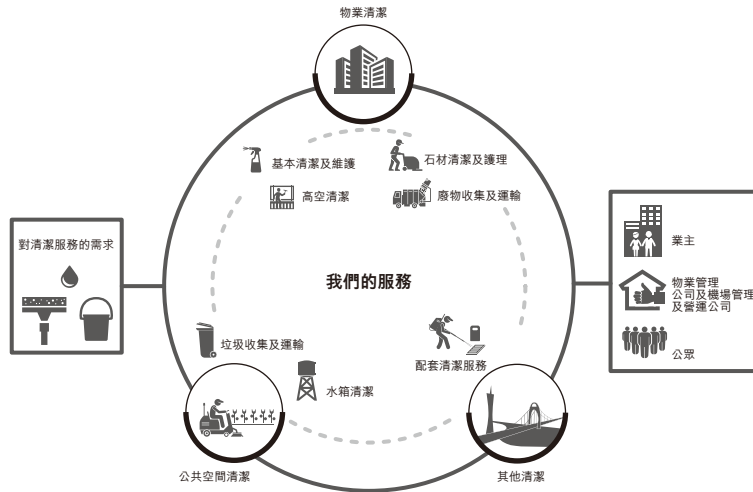 物業清潔
基本清潔及維護
石材清潔及護理
高空清潔
廢物收集及運輸
對清潔服務的需求
業主
我們的服務
物業管理
公司及機場管理
及營運公司
垃圾收集及運輸
配套清潔服務
公眾
水箱清潔
公共空間清潔
其他清潔